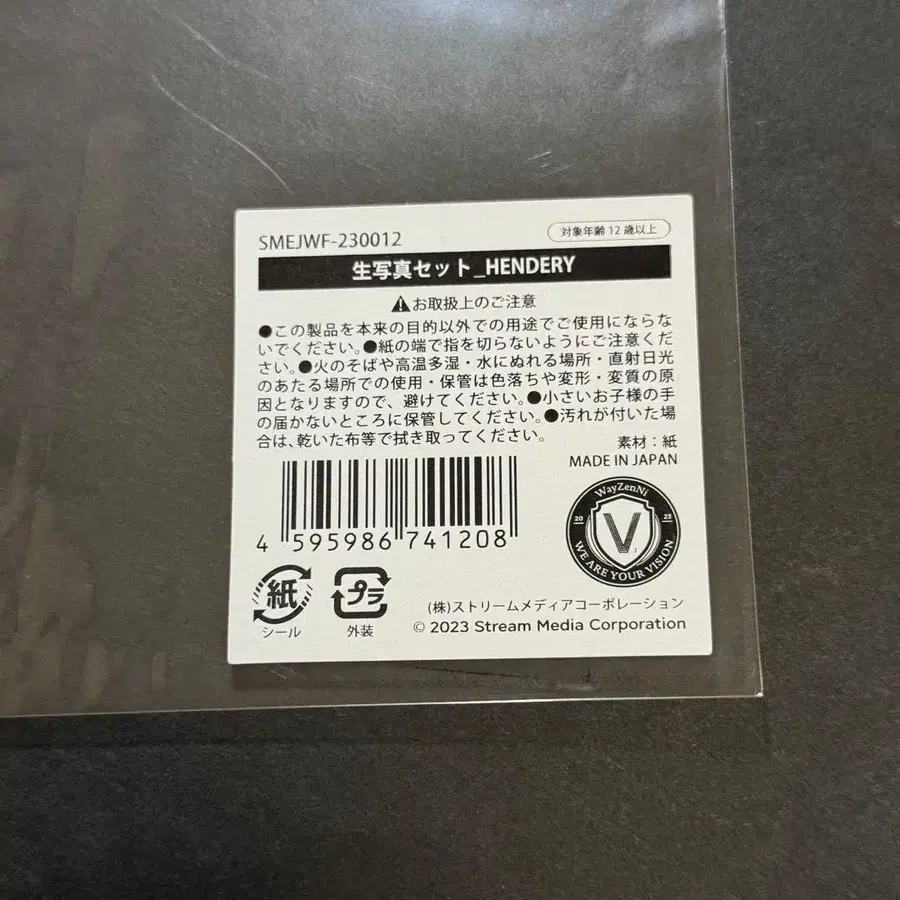 SMEJWF-230012
対象年齢12歳以上
生写真セット_HENDERY
お取扱上のご注意
●この製品を本来の目的以外での用途でご使用にならな
いでください。●紙の端で指を切らないようにご注意くだ
さい。●火のそばや高温多湿・水にぬれる場所・直射日光
のあたる場所での使用・保管は色落ちや変形・変質の原
因となりますので、避けてください。●小さいお子様の手
の届かないところに保管してください。●汚れが付いた場
合は、乾いた布等で拭き取ってください。
素材：紙
MADE IN JAPAN
WayZenNi
20 23
V
WE ARE YOUR VISION
4 595986 741208
紙
シール
プラ
外装
(株)ストリームメディアコーポレーション
© 2023 Stream Media Corporation